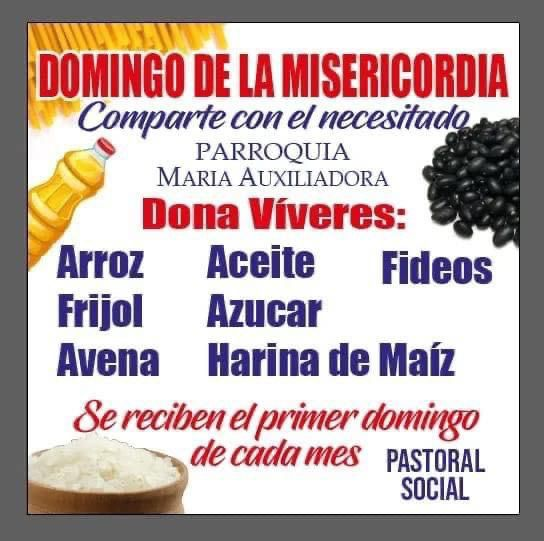 DOMINGO DE LA MISERICORDIA
Comparte con el necesitado
PARROQUIA
MARIA AUXILIADORA
Dona Víveres:
Arroz Aceite Fideos
Frijol Azucar
Avena Harina de Maíz
Se reciben el primer domingo
de cada mes
PASTORAL
SOCIAL